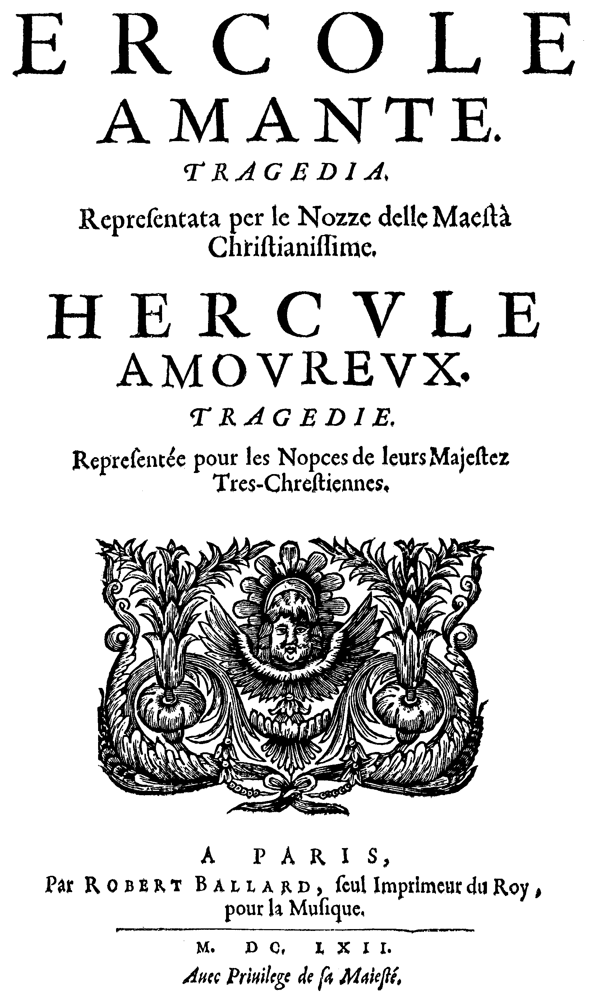 ERCOLE
AMANTE.
TRAGEDIA.
Repreſentata per le Nozze delle Maeſtà
Chriſtianiſſime.
HERCVLE
AMOVREVX.
TRAGEDIE.
Repreſentée pour les Nopces de leurs Majeſtez
Tres-Chreſtiennes.
A PARIS,
Par ROBERT BALLARD, ſeul Imprimeur du Roy,
pour la Muſique.
M. DC. LXII.
Auec Priuilege de ſa Maieſté.